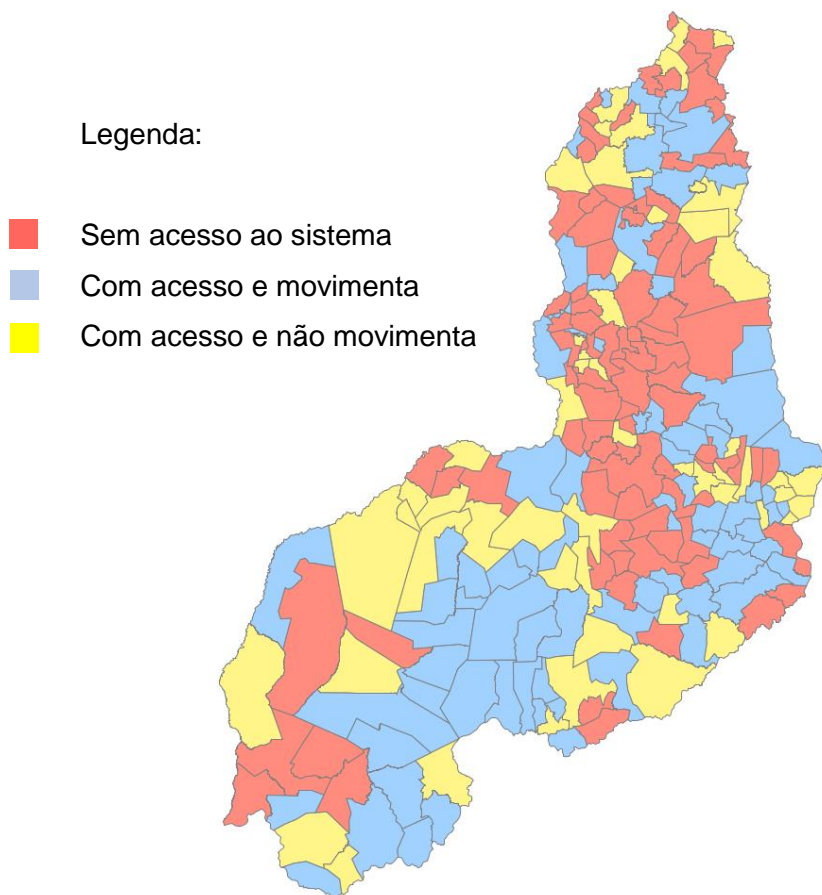 Legenda:
Sem acesso ao sistema
Com acesso e movimenta
Com acesso e não movimenta